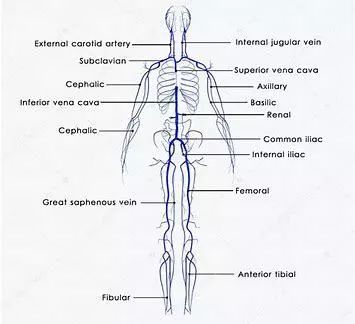 External carotid artery
Internal jugular vein
Subclavian
Superior vena cava
Cephalic
Axillary
Inferior vena cava
Basilic
Renal
Cephalic
Common iliac
Internal iliac
Femoral
Great saphenous vein
Anterior tibial
Fibular